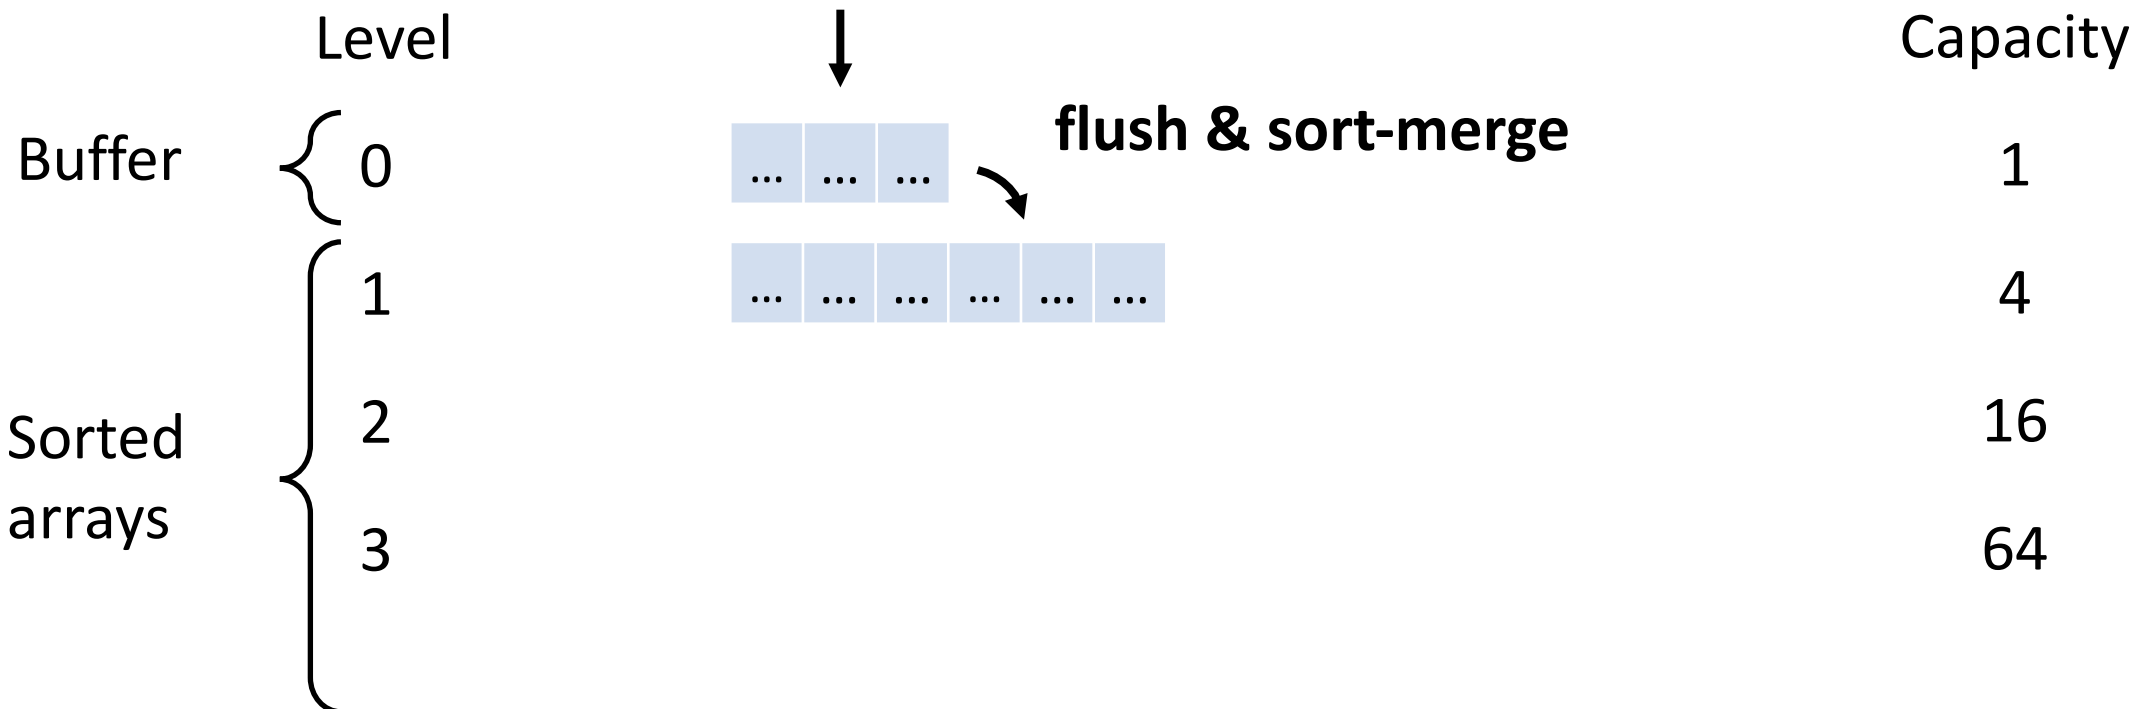 Level
Capacity
Buffer
0
... ... ...
flush & sort-merge
1
1
... ... ... ... ... ...
4
Sorted
arrays
2
16
3
64